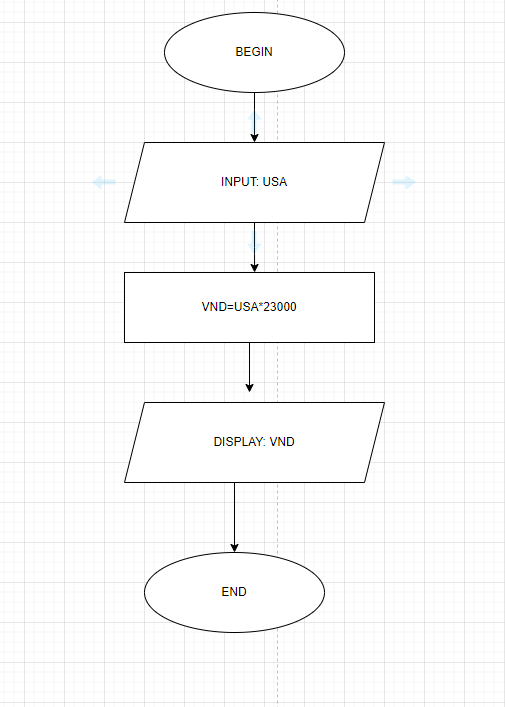 BEGIN
INPUT: USA
VND=USA*23000
DISPLAY: VND
END